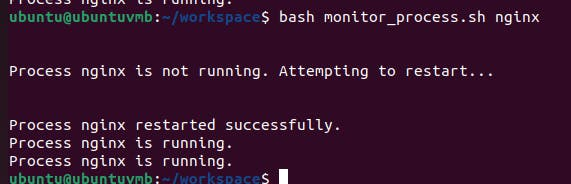 Process nginx is running.
ubuntu@ubuntuvmb:~/workspace$ bash monitor_process.sh nginx
Process nginx is not running. Attempting to restart...
Process nginx restarted successfully.
Process nginx is running.
Process nginx is running.
ubuntu@ubuntuvmb:~/workspace$